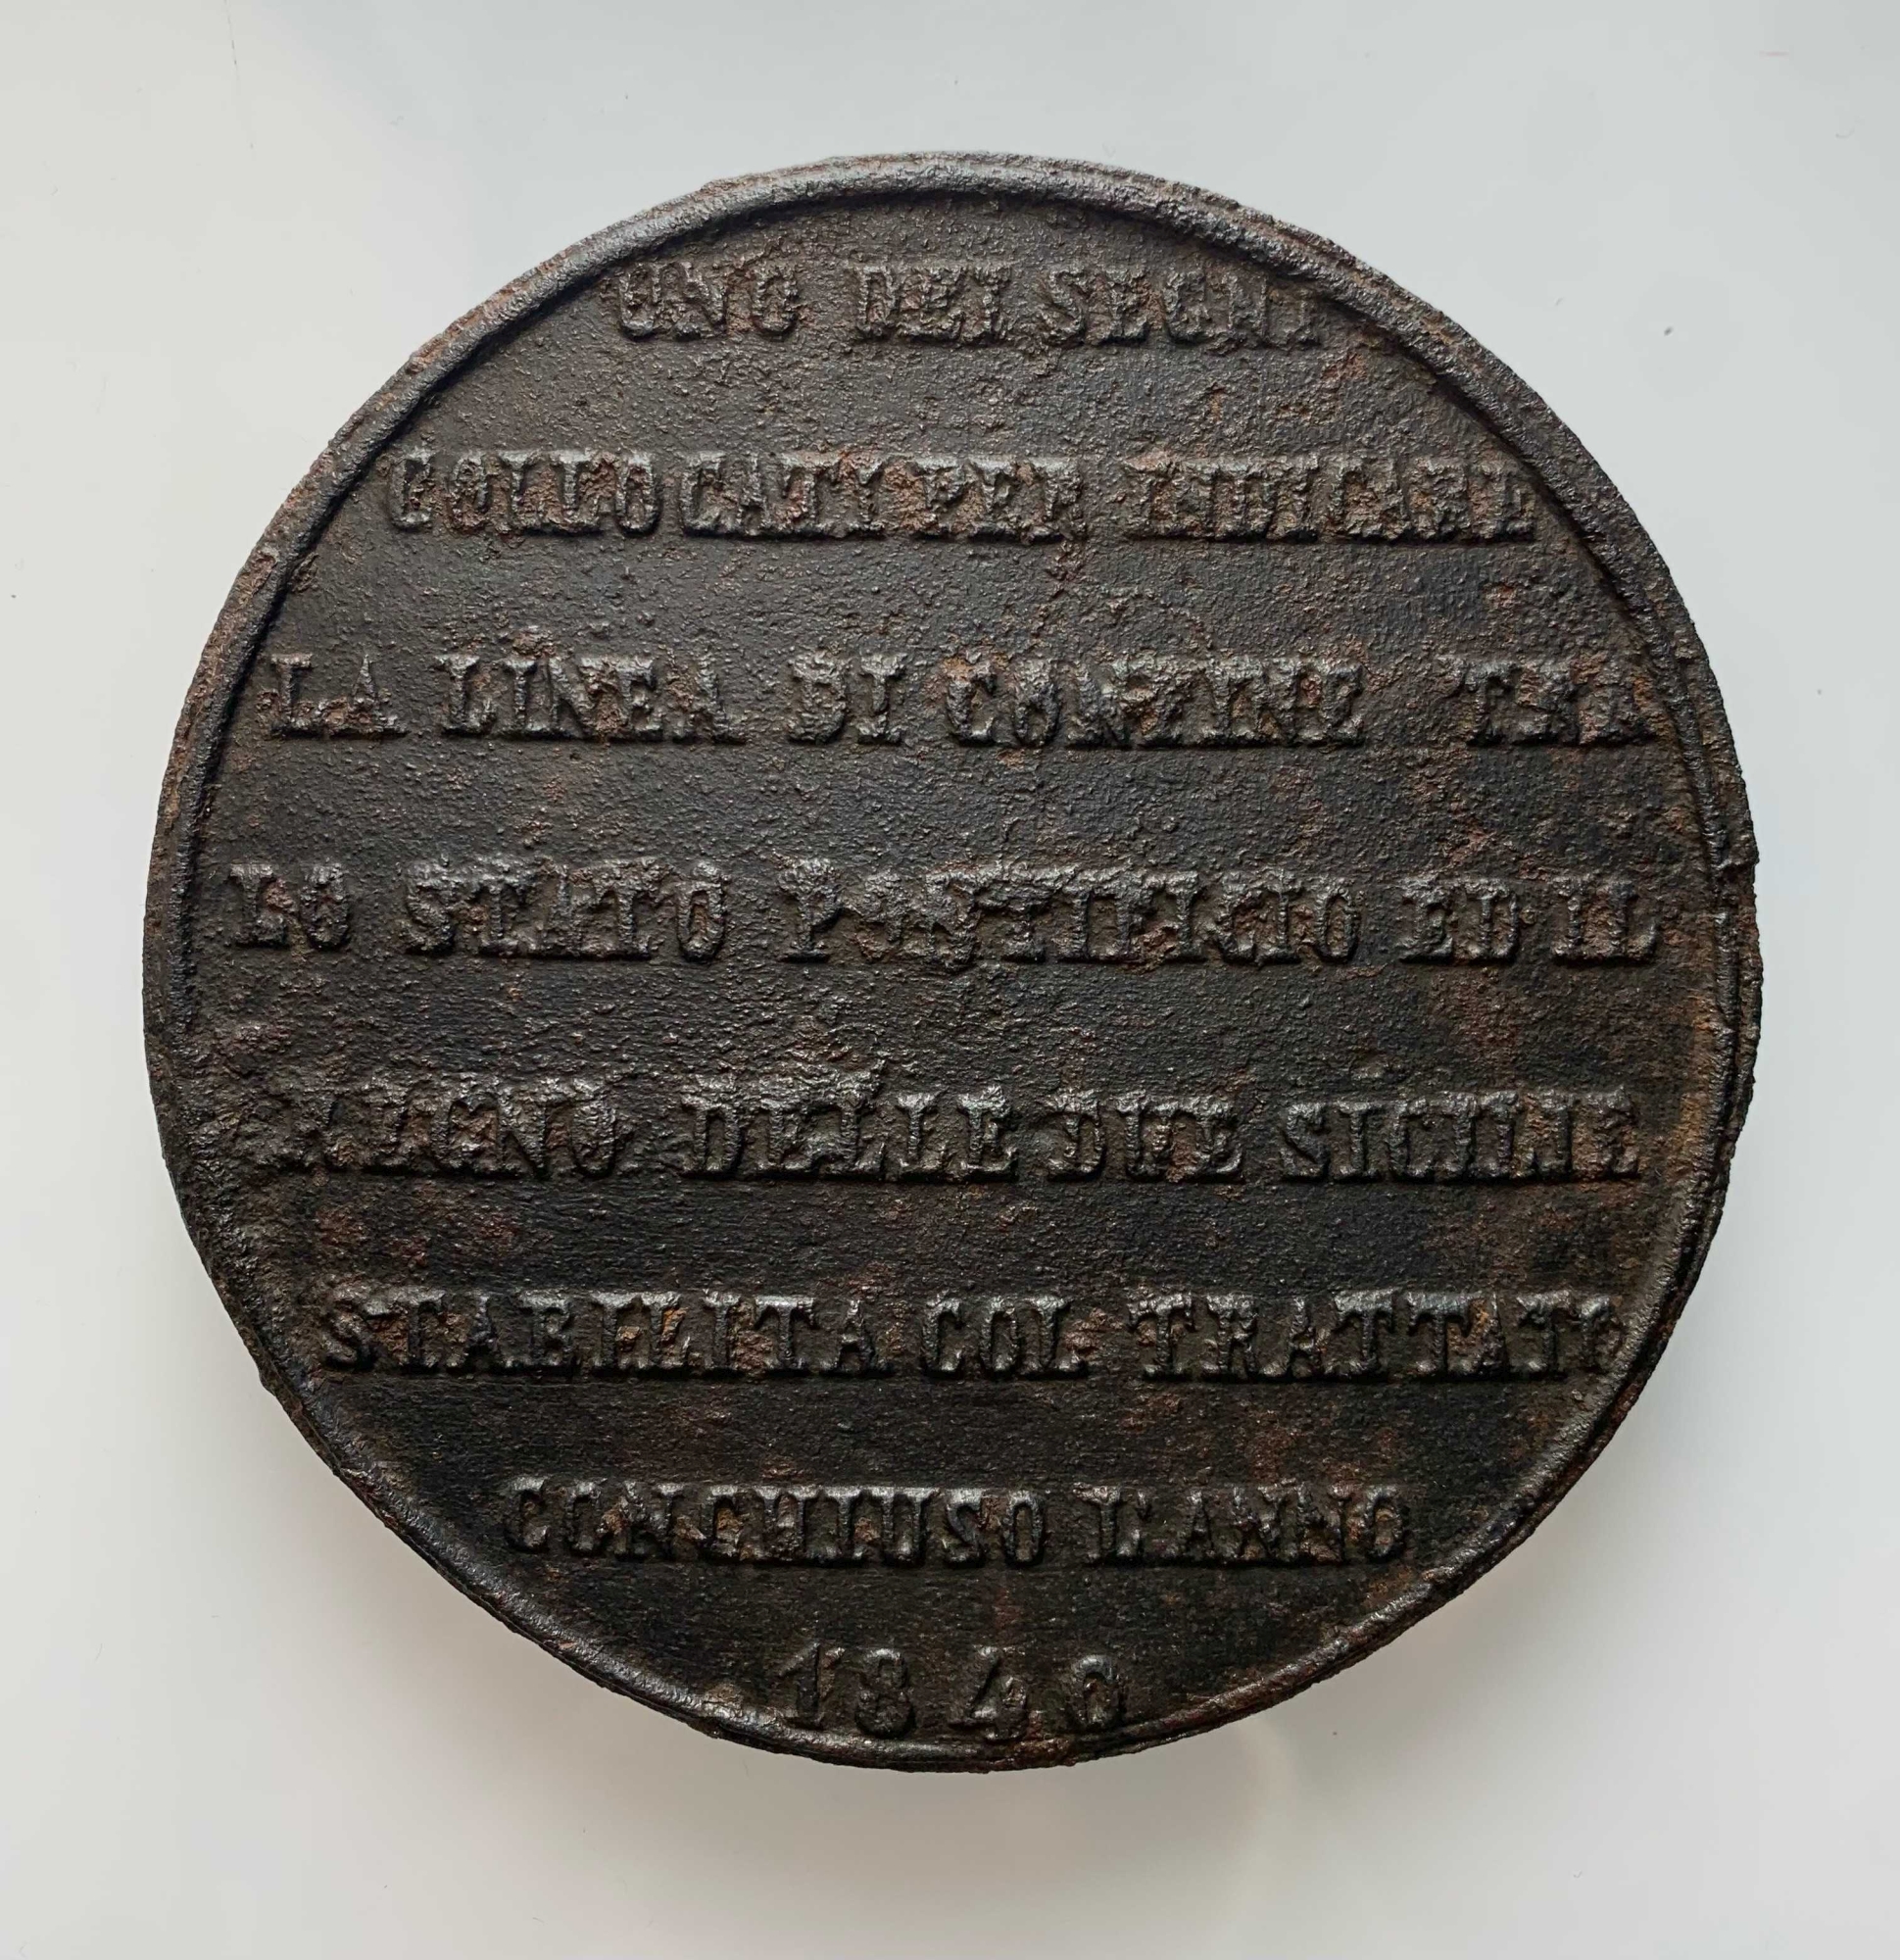 UNO DEI SEGNI
COLLOCATI PER INDICARE
LA LINEA DI CONFINE TRA
LO STATO PONTIFICIO ED IL
REGNO DELLE DUE SICILIE
STABILITA COL TRATTATO
CONCHIUSO L'ANNO
1840